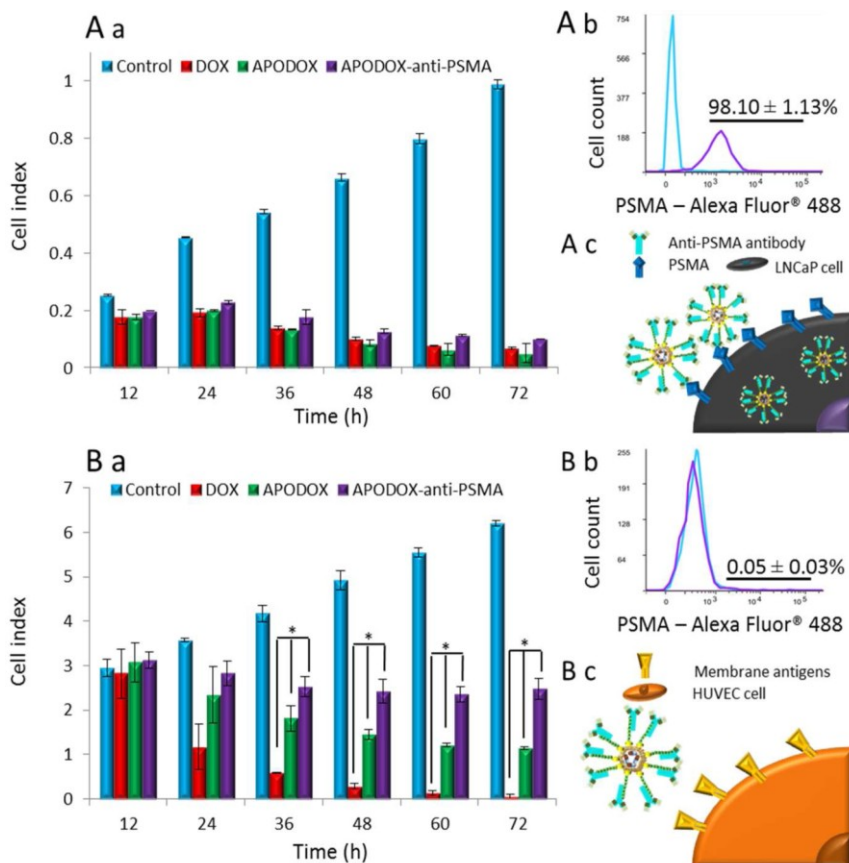 A a
Control DOX APODOX APODOX-anti-PSMA
1
0.8
0.6
0.4
0.2
0
Cell index
12 24 36 48 60 72
Time (h)
A b
754
566
377
188
Cell count
98.10 ± 1.13%
0 10³ 10⁴ 10⁵
PSMA – Alexa Fluor® 488
A c
Anti-PSMA antibody
PSMA LNCaP cell
B a
Control DOX APODOX APODOX-anti-PSMA
7
6
5
4
3
2
1
0
Cell index
* * * *
12 24 36 48 60 72
Time (h)
B b
255
191
128
64
Cell count
0.05 ± 0.03%
0 10³ 10⁴ 10⁵
PSMA – Alexa Fluor® 488
B c
Membrane antigens
HUVEC cell